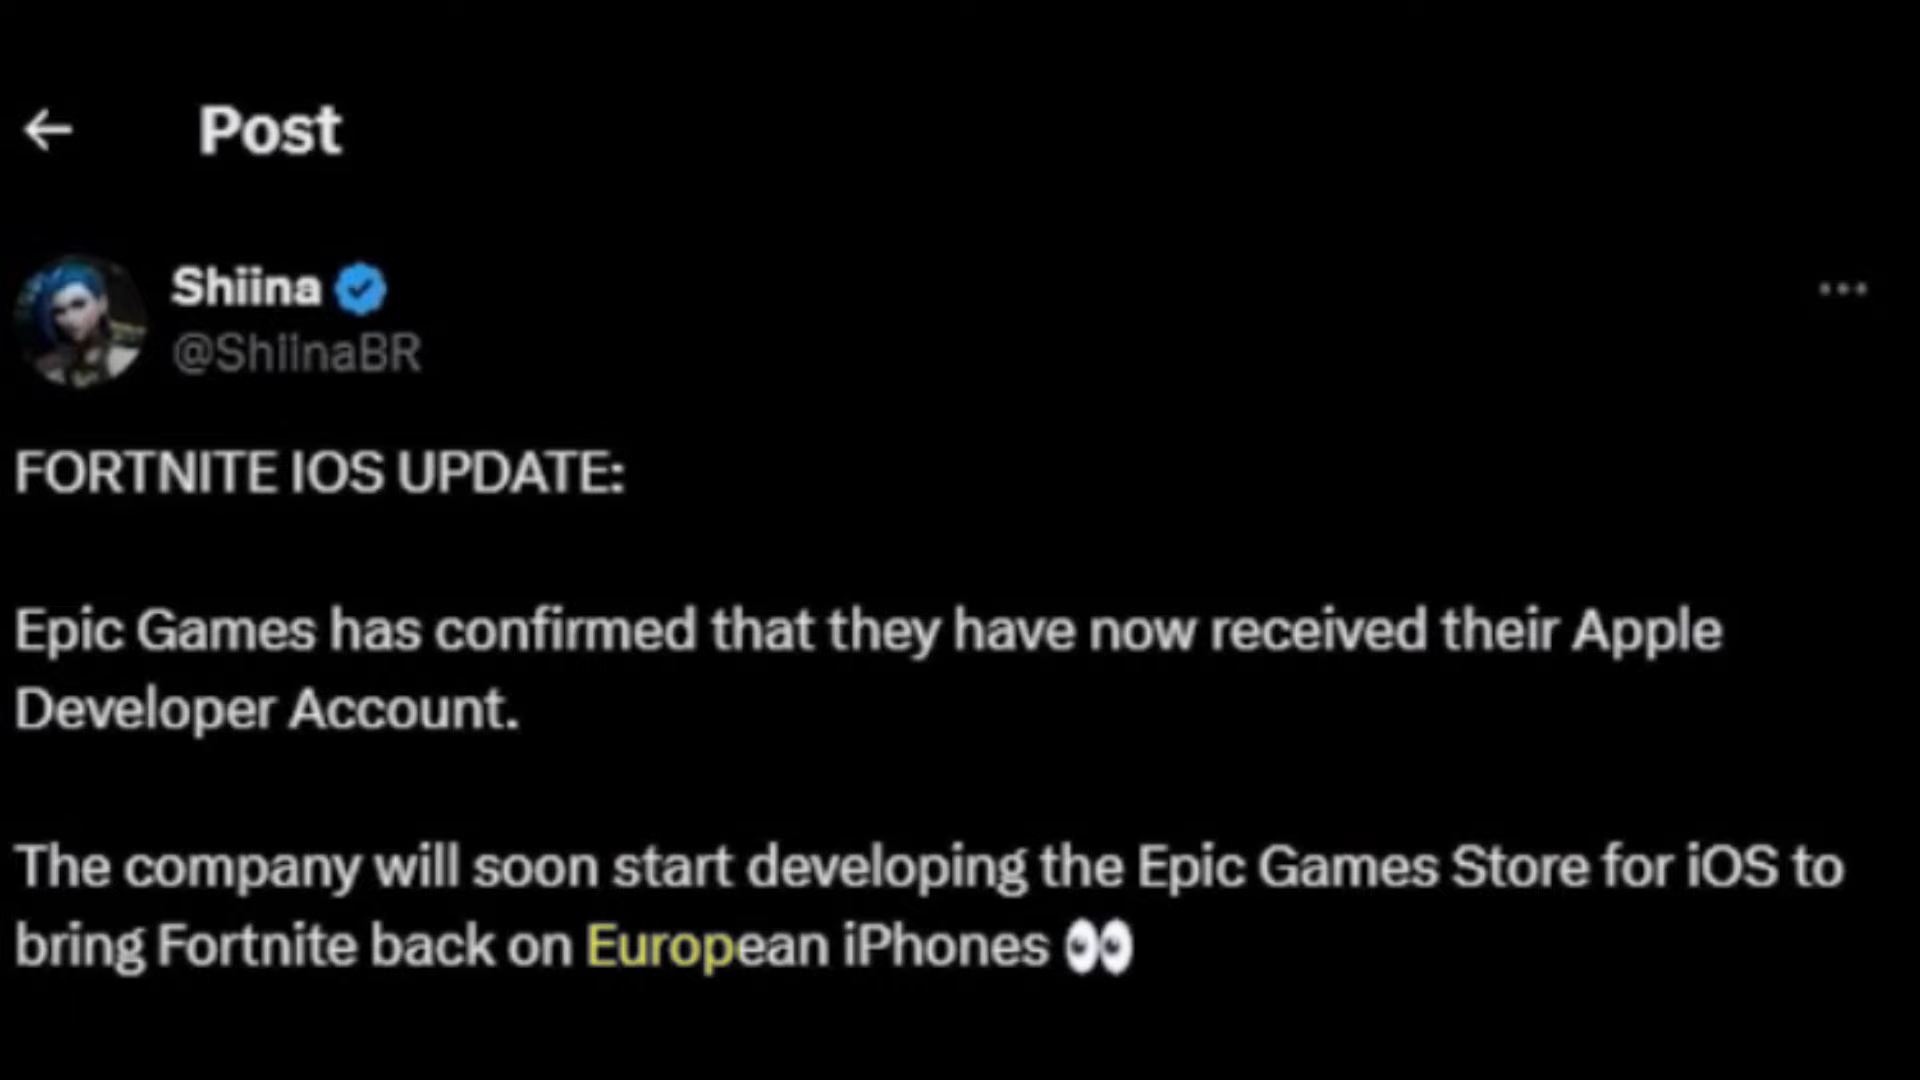 Post
Shiina
@ShiinaBR
FORTNITE IOS UPDATE:
Epic Games has confirmed that they have now received their Apple
Developer Account.
The company will soon start developing the Epic Games Store for iOS to
bring Fortnite back on European iPhones 👀